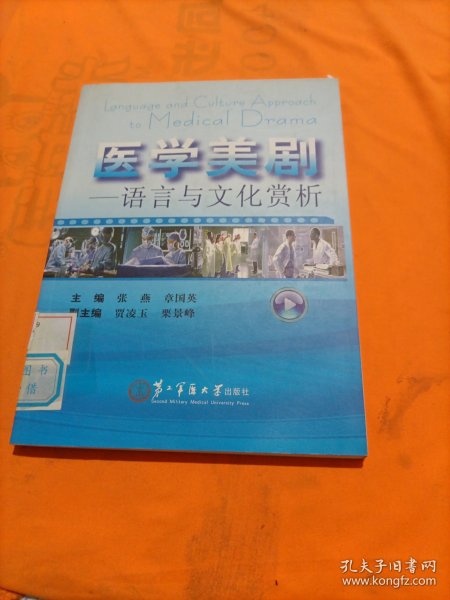 Language and Culture Approach
to Medical Drama
医学美剧
—语言与文化赏析
主 编 张 燕 章国英
副主编 贾凌玉 栗景峰
图书
借
第二军医大学出版社
Second Military Medical University Press
孔夫子旧书网
www.kongfz.com